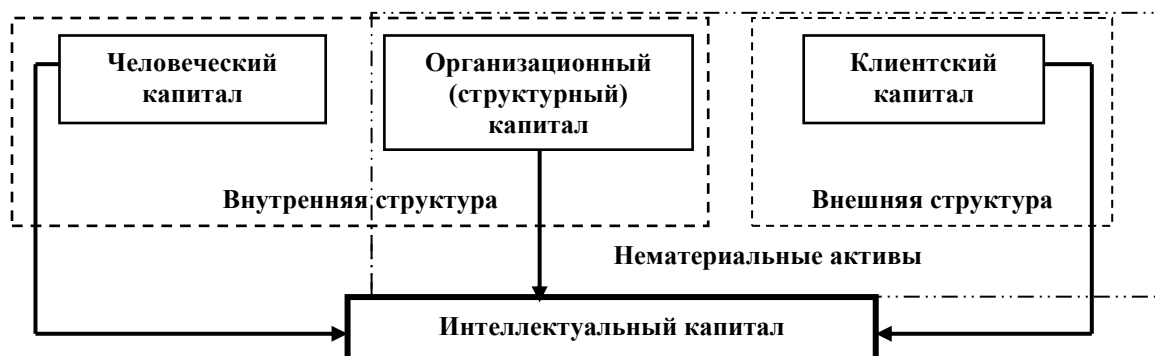 Человеческий
капитал
Организационный
(структурный)
капитал
Клиентский
капитал
Внутренняя структура
Внешняя структура
Нематериальные активы
Интеллектуальный капитал